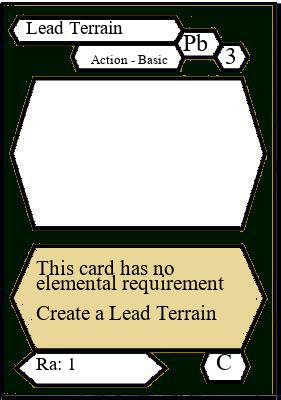 Lead Terrain
Pb
Action - Basic
3
This card has no
elemental requirement
Create a Lead Terrain
Ra: 1
C